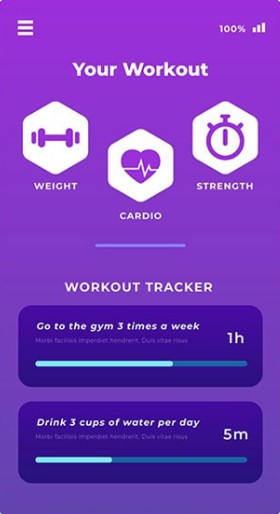 100%
Your Workout
WEIGHT
CARDIO
STRENGTH
WORKOUT TRACKER
Go to the gym 3 times a week
Morbi facilisis imperdiet hendrerit. Duis vitae risus
1h
Drink 3 cups of water per day
Morbi facilisis imperdiet hendrerit. Duis vitae risus
5m